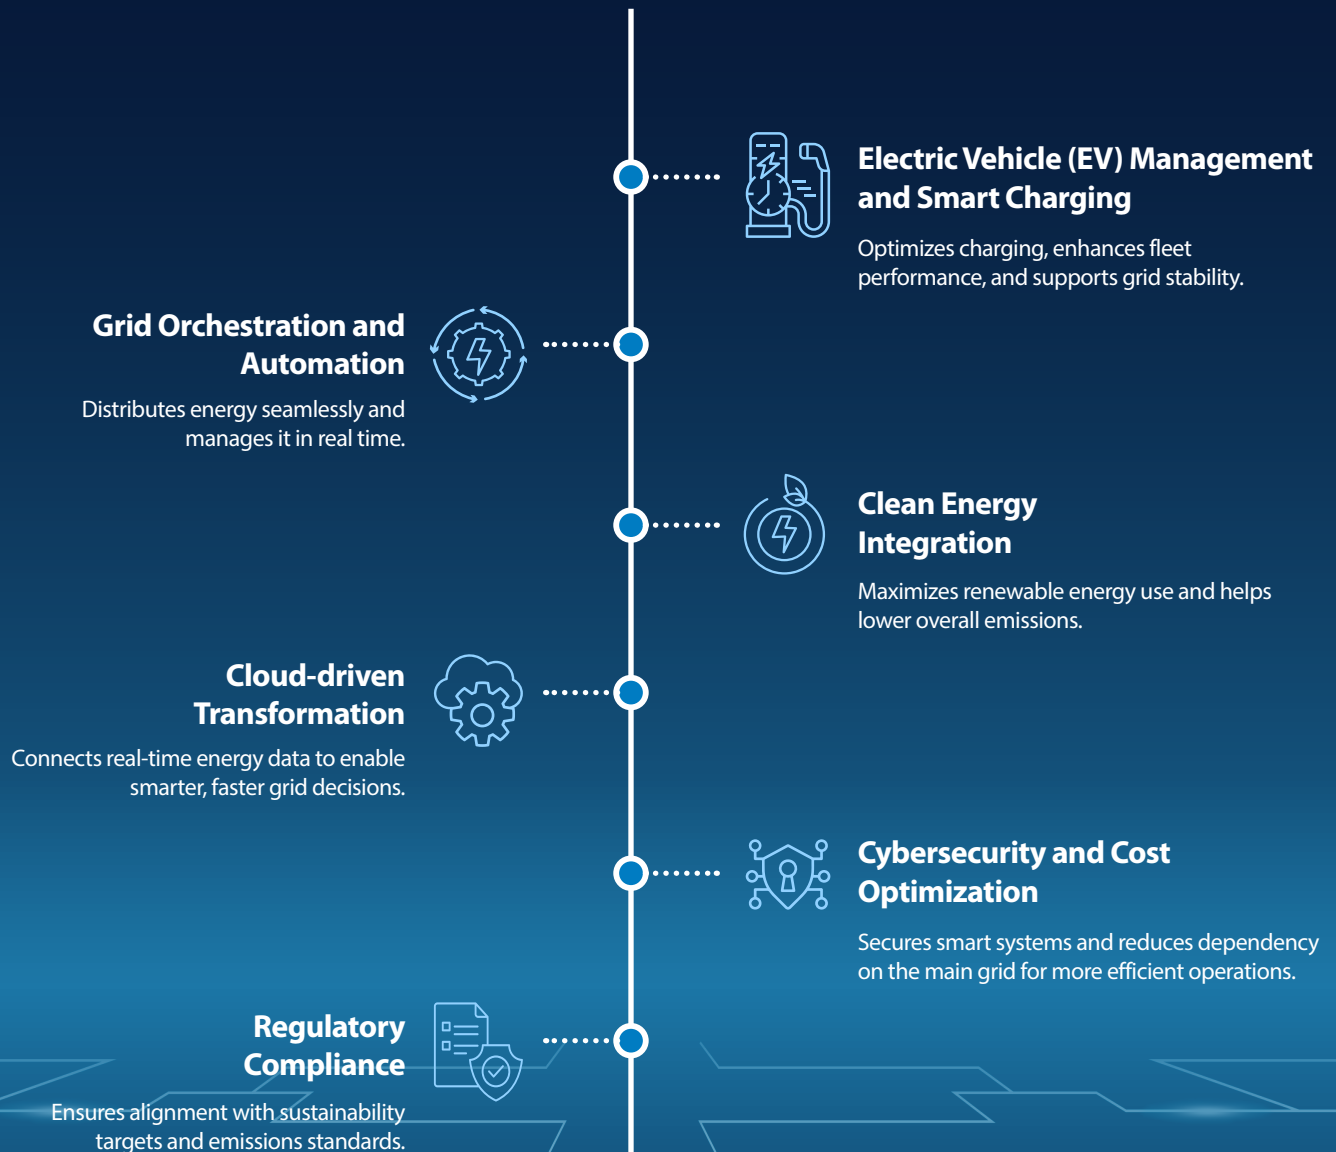 Electric Vehicle (EV) Management
and Smart Charging
Optimizes charging, enhances fleet
performance, and supports grid stability.
Grid Orchestration and
Automation
Distributes energy seamlessly and
manages it in real time.
Clean Energy
Integration
Maximizes renewable energy use and helps
lower overall emissions.
Cloud-driven
Transformation
Connects real-time energy data to enable
smarter, faster grid decisions.
Cybersecurity and Cost
Optimization
Secures smart systems and reduces dependency
on the main grid for more efficient operations.
Regulatory
Compliance
Ensures alignment with sustainability
targets and emissions standards.